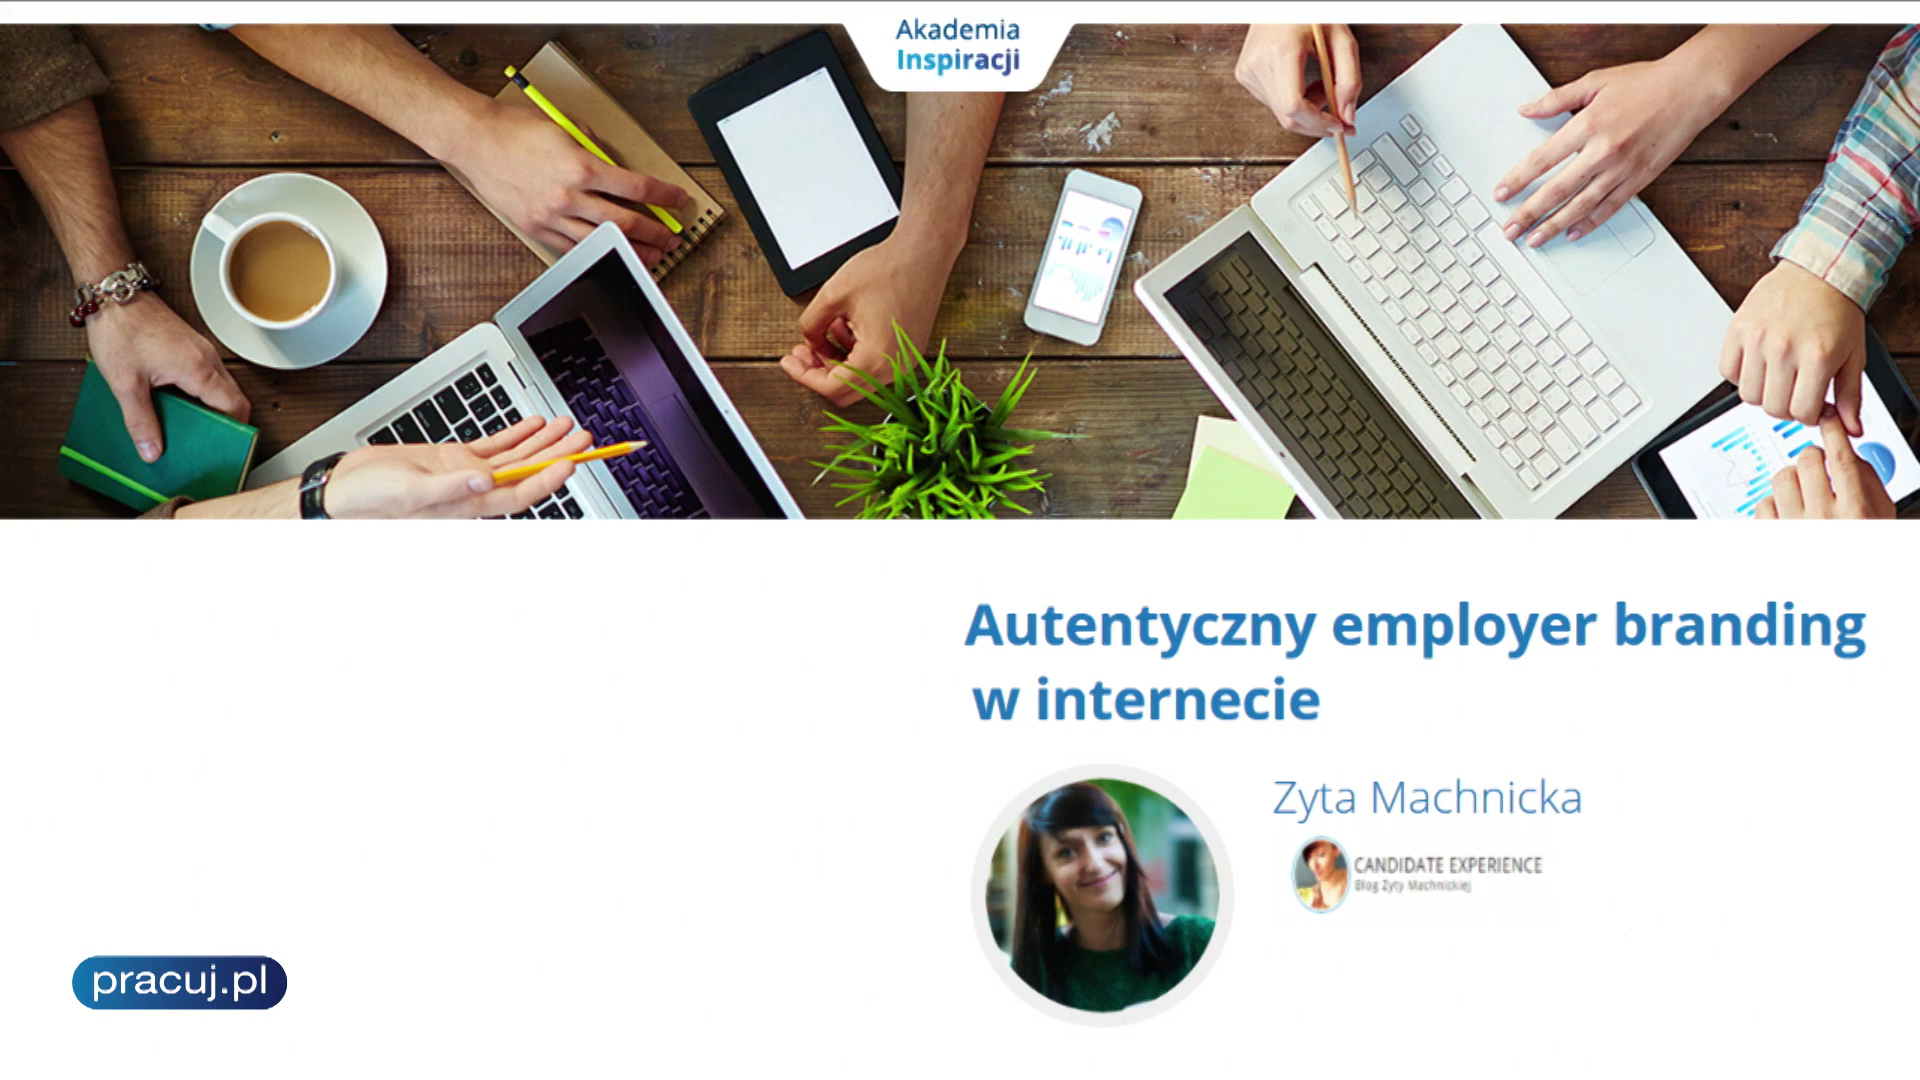 Akademia
Inspiracji
Autentyczny employer branding
w internecie
Zyta Machnicka
CANDIDATE EXPERIENCE
Blog Zyty Machnickiej
pracuj.pl